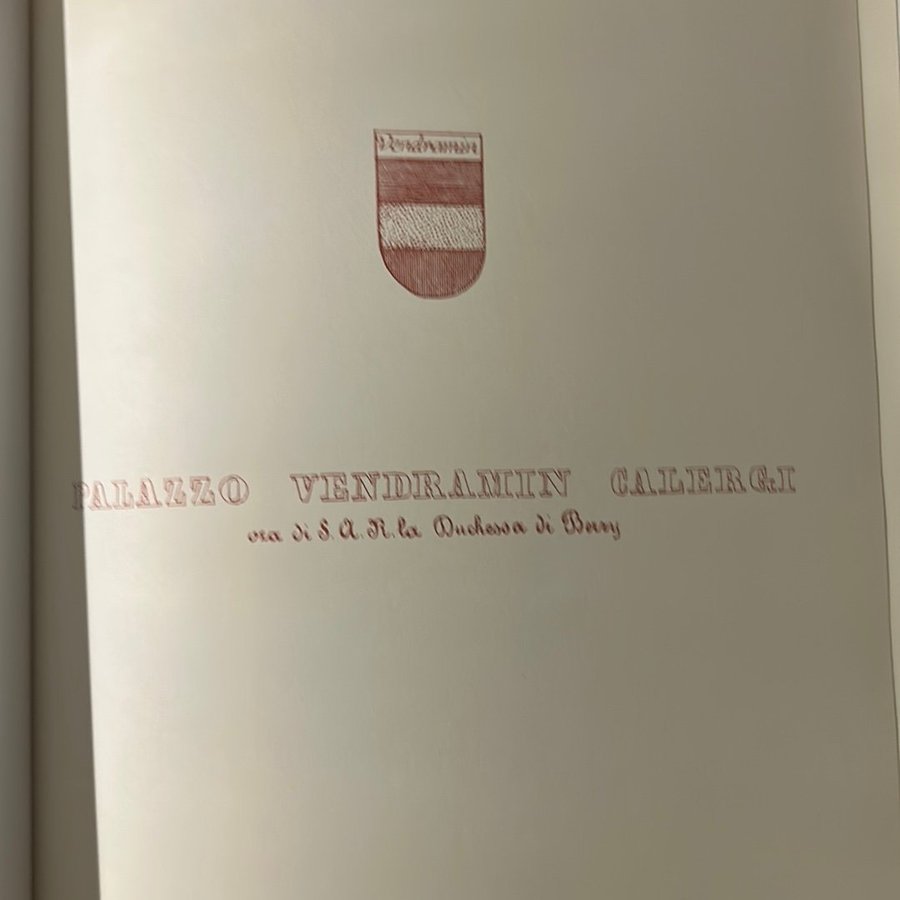 Vendramin
PALAZZO VENDRAMIN CALERGI
ora di S. A. R. la Duchessa di Berry